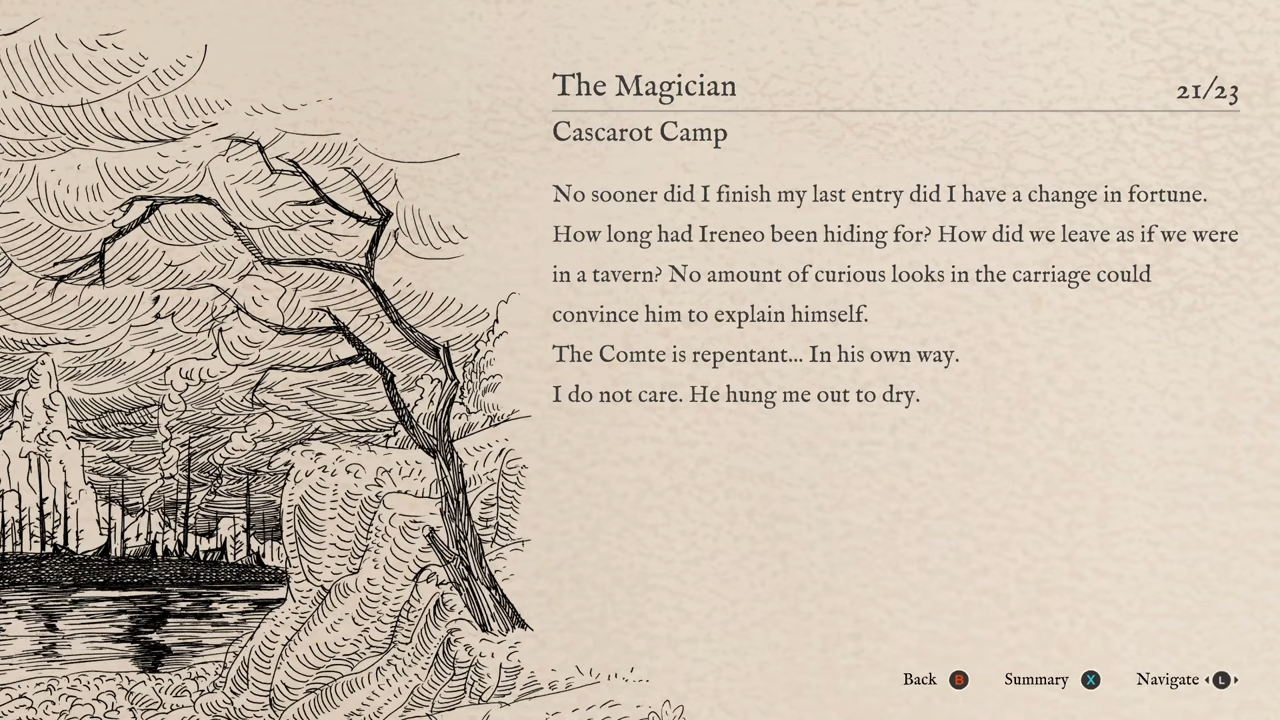 The Magician
21/23
Cascarot Camp
No sooner did I finish my last entry did I have a change in fortune.
How long had Ireneo been hiding for? How did we leave as if we were
in a tavern? No amount of curious looks in the carriage could
convince him to explain himself.
The Comte is repentant... In his own way.
I do not care. He hung me out to dry.
Back B Summary X Navigate L